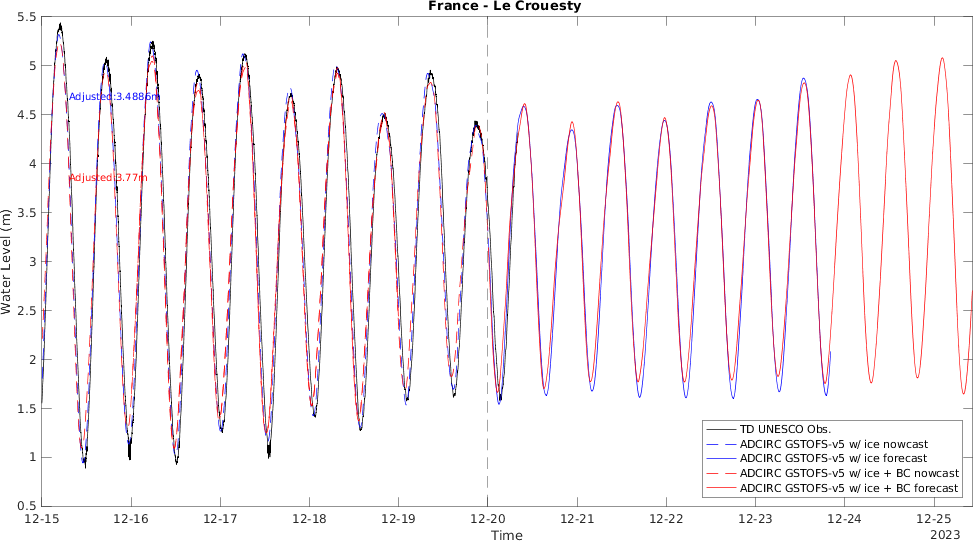 France - Le Crouesty
5.5
5
4.5
4
3.5
3
2.5
2
1.5
1
0.5
Water Level (m)
Adjusted:3.4886m
Adjusted:3.77m
TD UNESCO Obs.
ADCIRC GSTOFS-v5 w/ ice nowcast
ADCIRC GSTOFS-v5 w/ ice forecast
ADCIRC GSTOFS-v5 w/ ice + BC nowcast
ADCIRC GSTOFS-v5 w/ ice + BC forecast
12-15 12-16 12-17 12-18 12-19 12-20 12-21 12-22 12-23 12-24 12-25
Time
2023